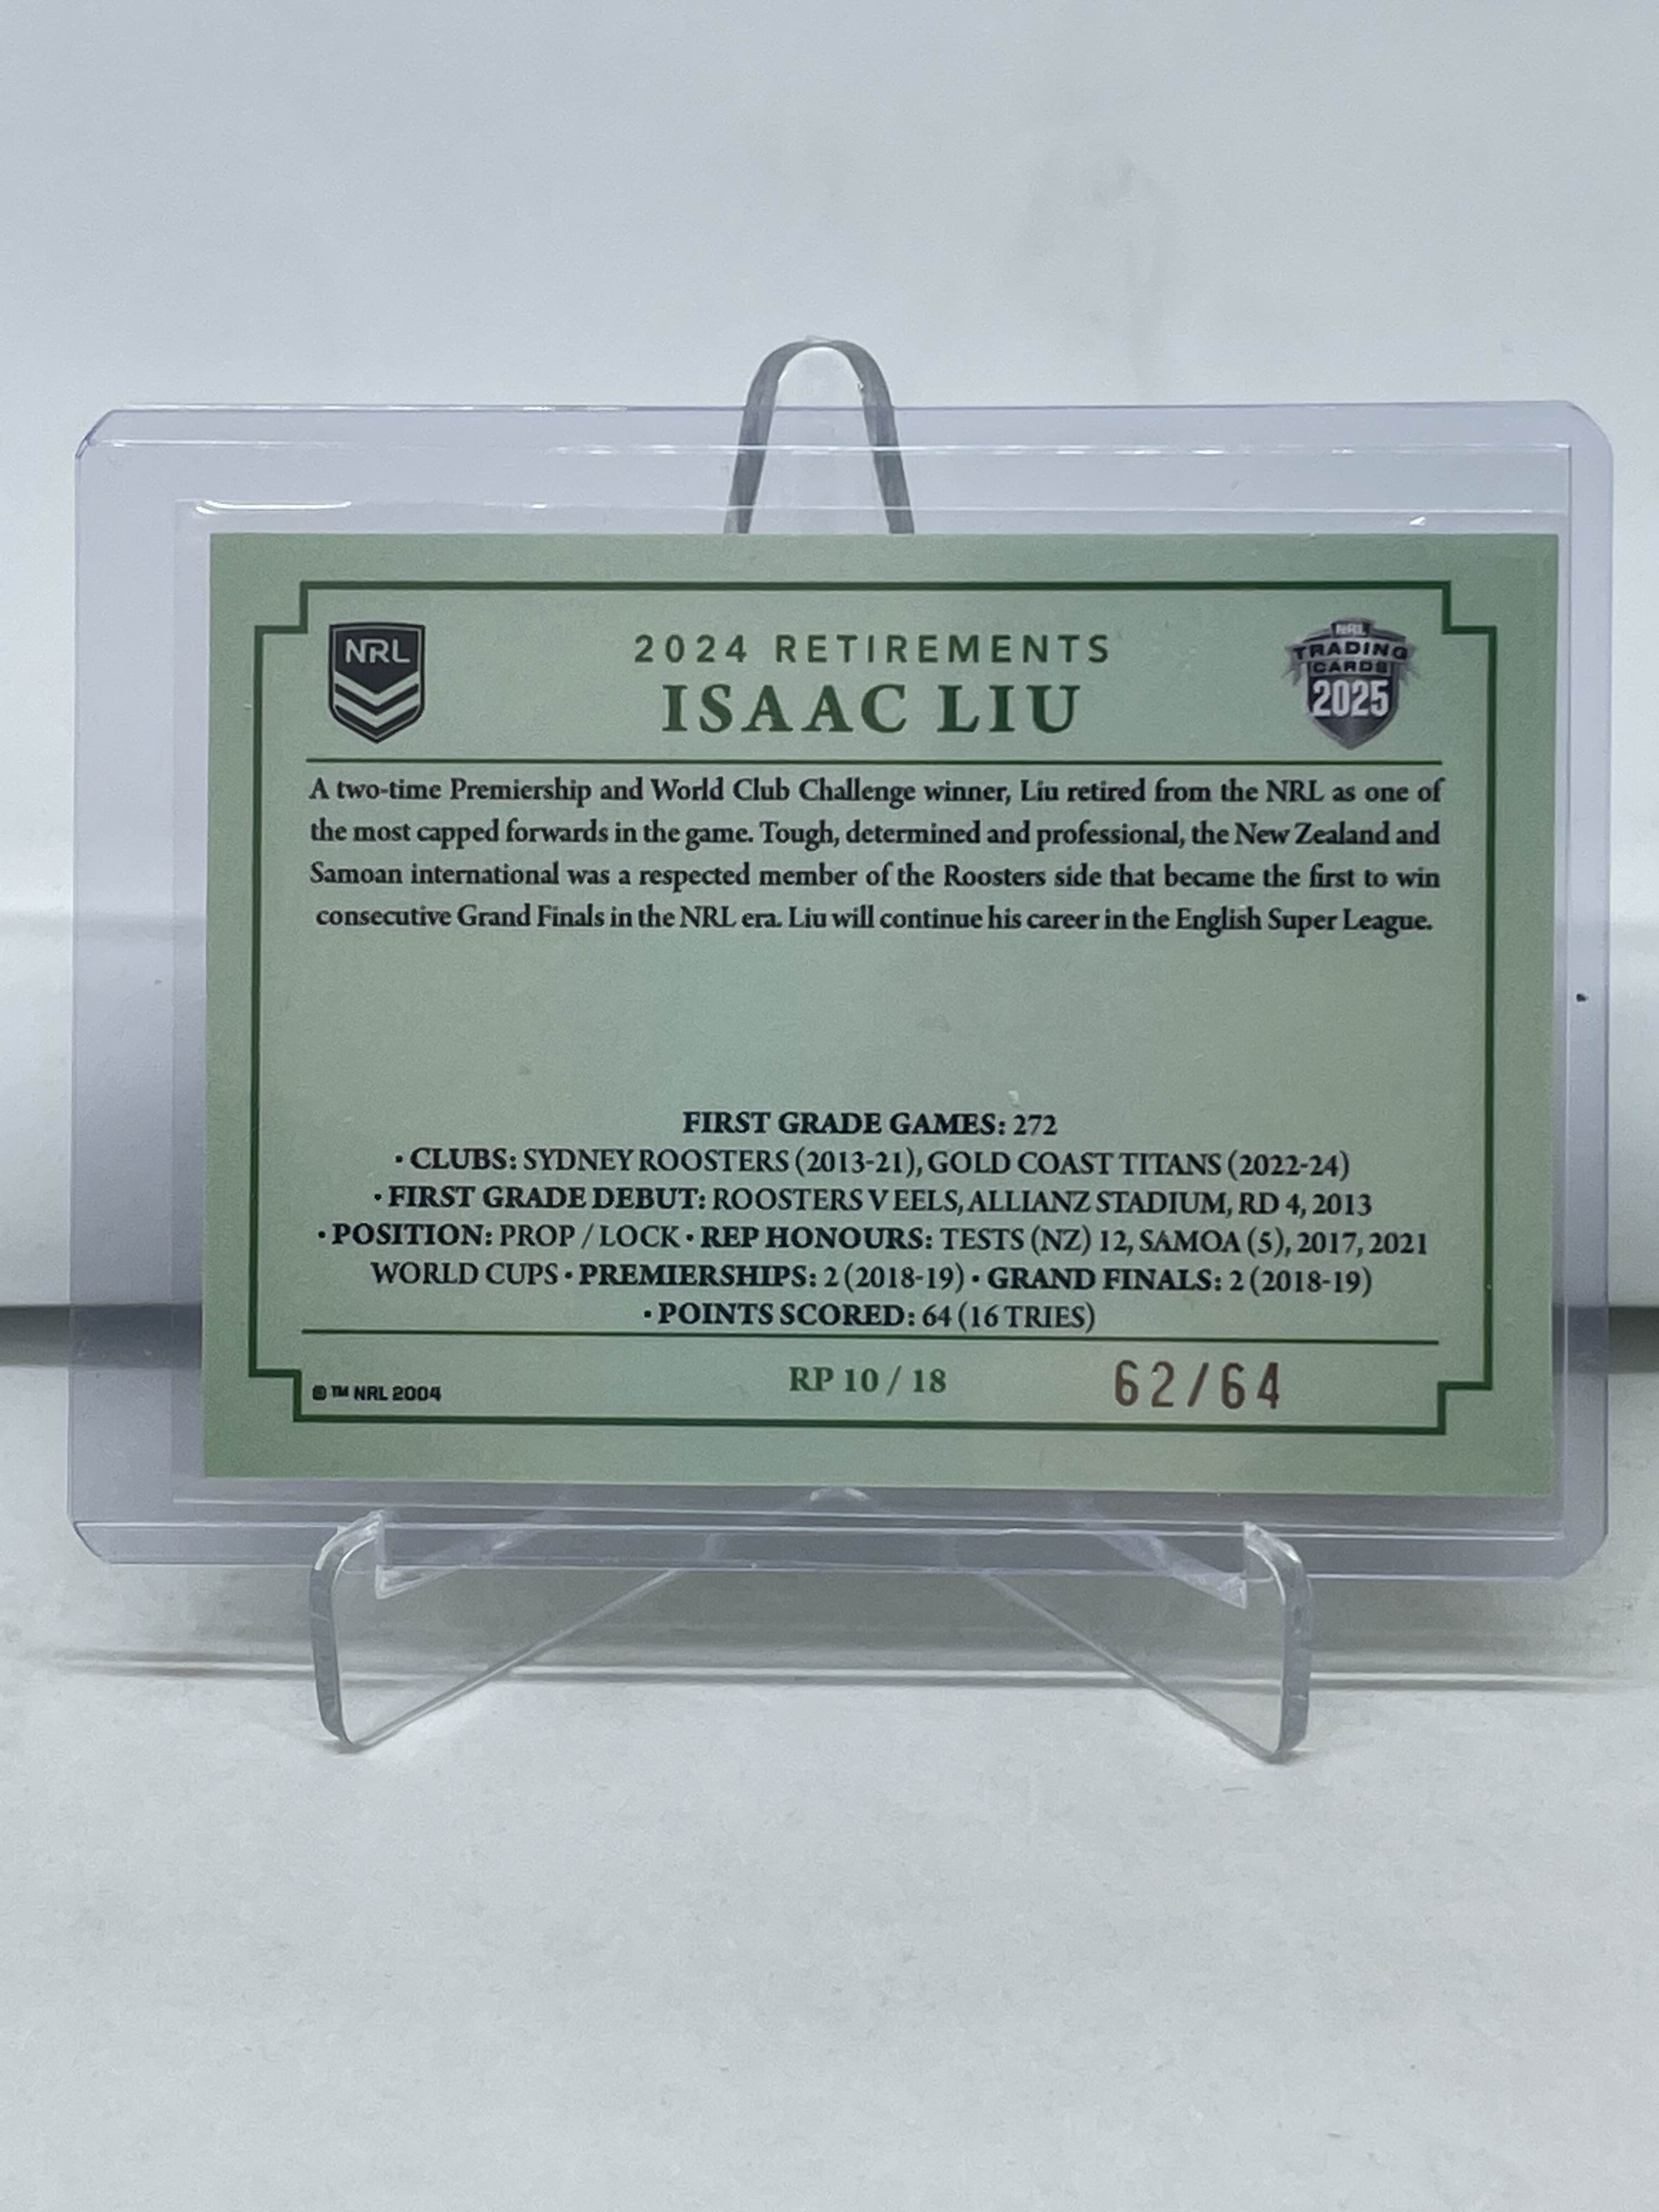 NRL
2024 RETIREMENTS
ISAAC LIU
NRL
TRADING
CARDS
2025
A two-time Premiership and World Club Challenge winner, Liu retired from the NRL as one of
the most capped forwards in the game. Tough, determined and professional, the New Zealand and
Samoan international was a respected member of the Roosters side that became the first to win
consecutive Grand Finals in the NRL era. Liu will continue his career in the English Super League.
FIRST GRADE GAMES: 272
• CLUBS: SYDNEY ROOSTERS (2013-21), GOLD COAST TITANS (2022-24)
• FIRST GRADE DEBUT: ROOSTERS V EELS, ALLIANZ STADIUM, RD 4, 2013
• POSITION: PROP / LOCK • REP HONOURS: TESTS (NZ) 12, SAMOA (5), 2017, 2021
WORLD CUPS • PREMIERSHIPS: 2 (2018-19) • GRAND FINALS: 2 (2018-19)
• POINTS SCORED: 64 (16 TRIES)
© TM NRL 2004
RP 10 / 18
62/64